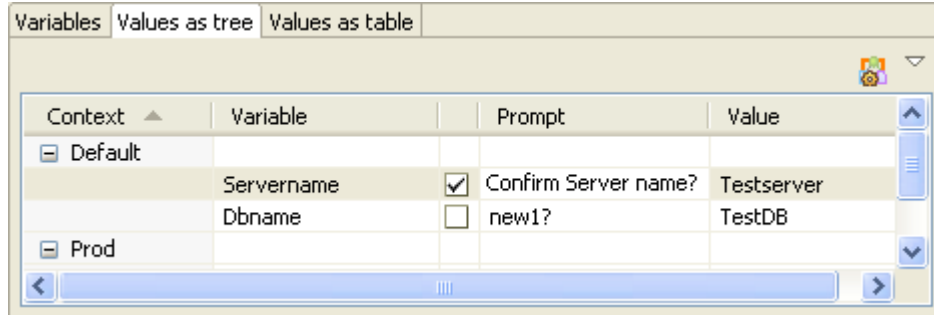 Variables Values as tree Values as table
Context Variable Prompt Value
Default
Servername Confirm Server name? Testserver
Dbname new1? TestDB
Prod